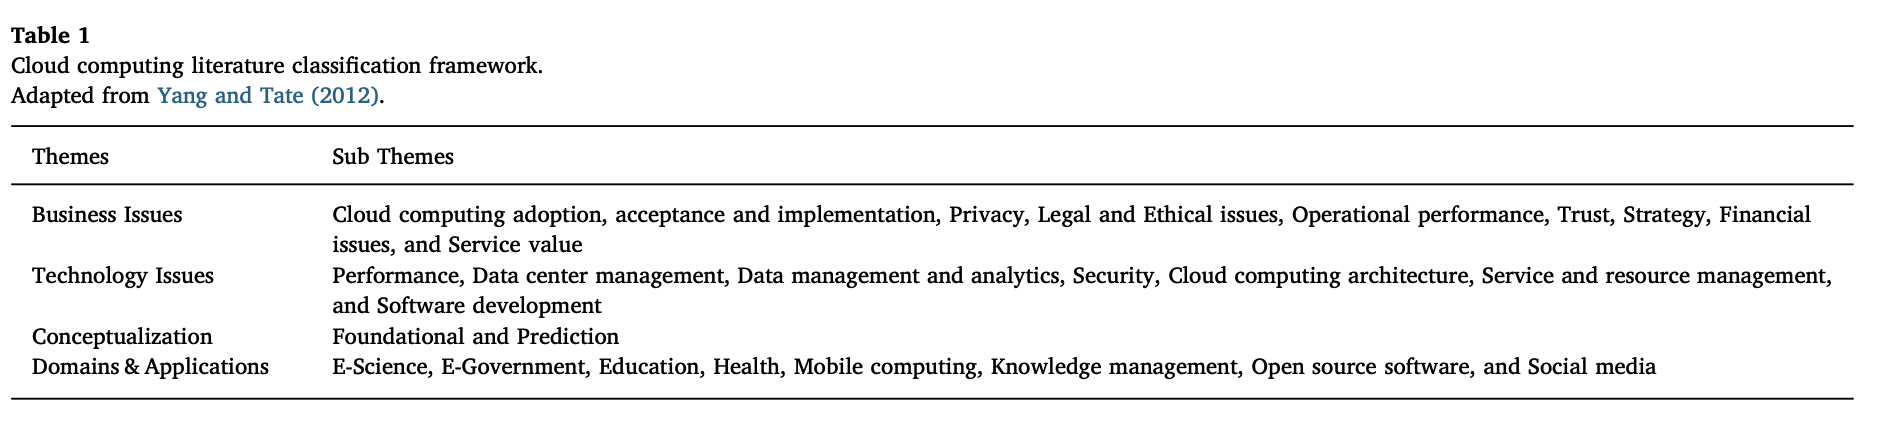 Table 1
Cloud computing literature classification framework.
Adapted from Yang and Tate (2012).
Themes Sub Themes
Business Issues Cloud computing adoption, acceptance and implementation, Privacy, Legal and Ethical issues, Operational performance, Trust, Strategy, Financial
issues, and Service value
Technology Issues Performance, Data center management, Data management and analytics, Security, Cloud computing architecture, Service and resource management,
and Software development
Conceptualization Foundational and Prediction
Domains & Applications E-Science, E-Government, Education, Health, Mobile computing, Knowledge management, Open source software, and Social media